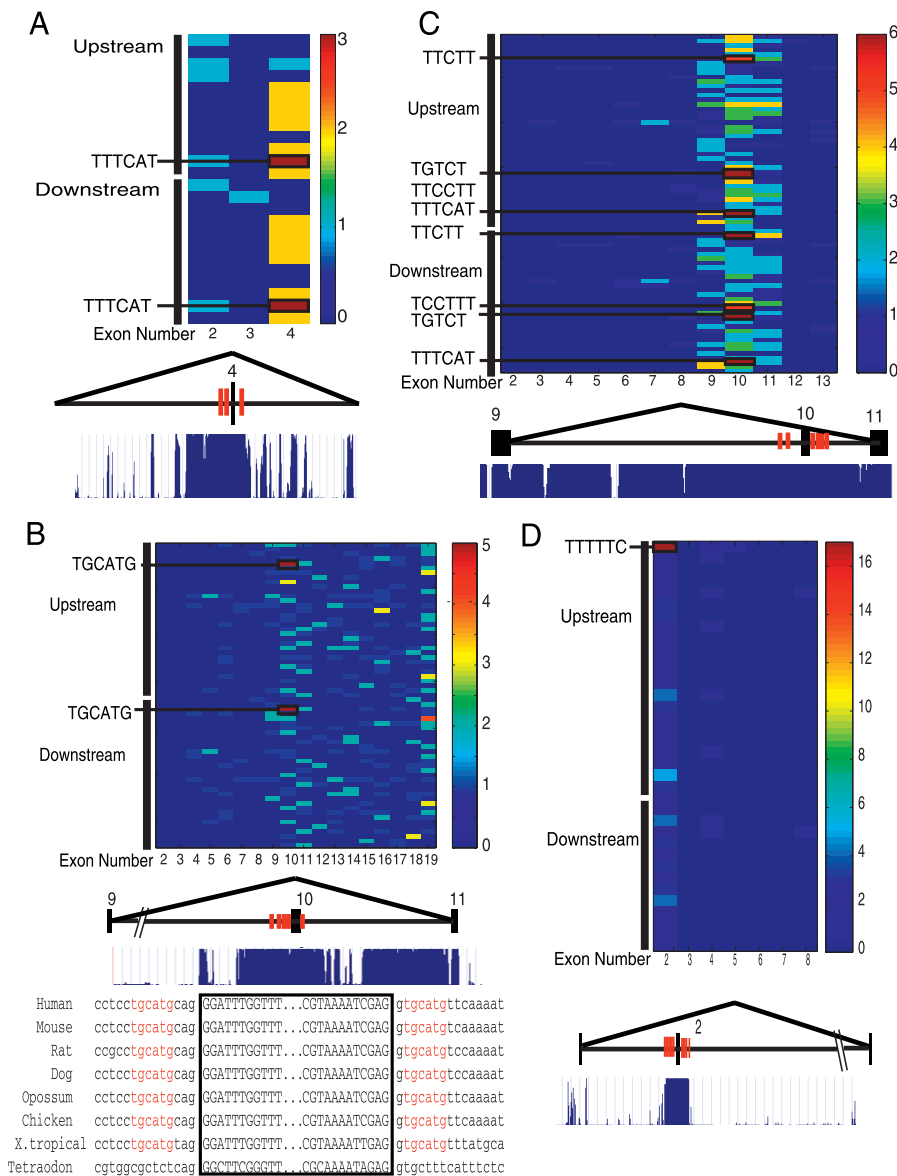 A
Upstream
TTTCAT
Downstream
TTTCAT
Exon Number 2 3 4
3
2
1
0
4
C
TTCTT
Upstream
TGTCT
TTCCTT
TTTCAT
TTCTT
Downstream
TCCTTT
TGTCT
TTTCAT
Exon Number 2 3 4 5 6 7 8 9 10 11 12 13
6
5
4
3
2
1
0
9 10 11
B
TGCATG
Upstream
TGCATG
Downstream
Exon Number 2 3 4 5 6 7 8 9 10 11 12 13 14 15 16 17 18 19
5
4
3
2
1
0
9 10 11
Human cctcctgcatgcag GGATTTGGTTT...CGTAAAATCGAG gtgcatgttcaaaat
Mouse cctcctgcatgcag GGATTTGGTTT...CGTAAAATCGAG gtgcatgtccaaaat
Rat ccgcctgcatgcag GGATTTGGTTT...CGTAAAATCGAG gtgcatgtccaaaat
Dog cctcctgcatgcag GGATTTGGTTT...CGTAAAATCGAG gtgcatgttcaaaat
Opossum cctcctgcatgcag GGATTTGGTTT...CGTAAAATCGAG gtgcatgttcaaaat
Chicken cctcctgcatgcag GGATTTGGTTT...CGTAAAATCGAG gtgcatgttcaaaat
X.tropical cctcctgcatgtag GGATTTGGTTT...CGTAAAATTGAG gtgcatgtttatgca
Tetraodon cgtggcgctctcag GGCTTCGGGTT...CGCAAAATAGAG gtgctttcatttctc
D
TTTTTC
Upstream
Downstream
Exon Number 2 3 4 5 6 7 8
16
14
12
10
8
6
4
2
0
2